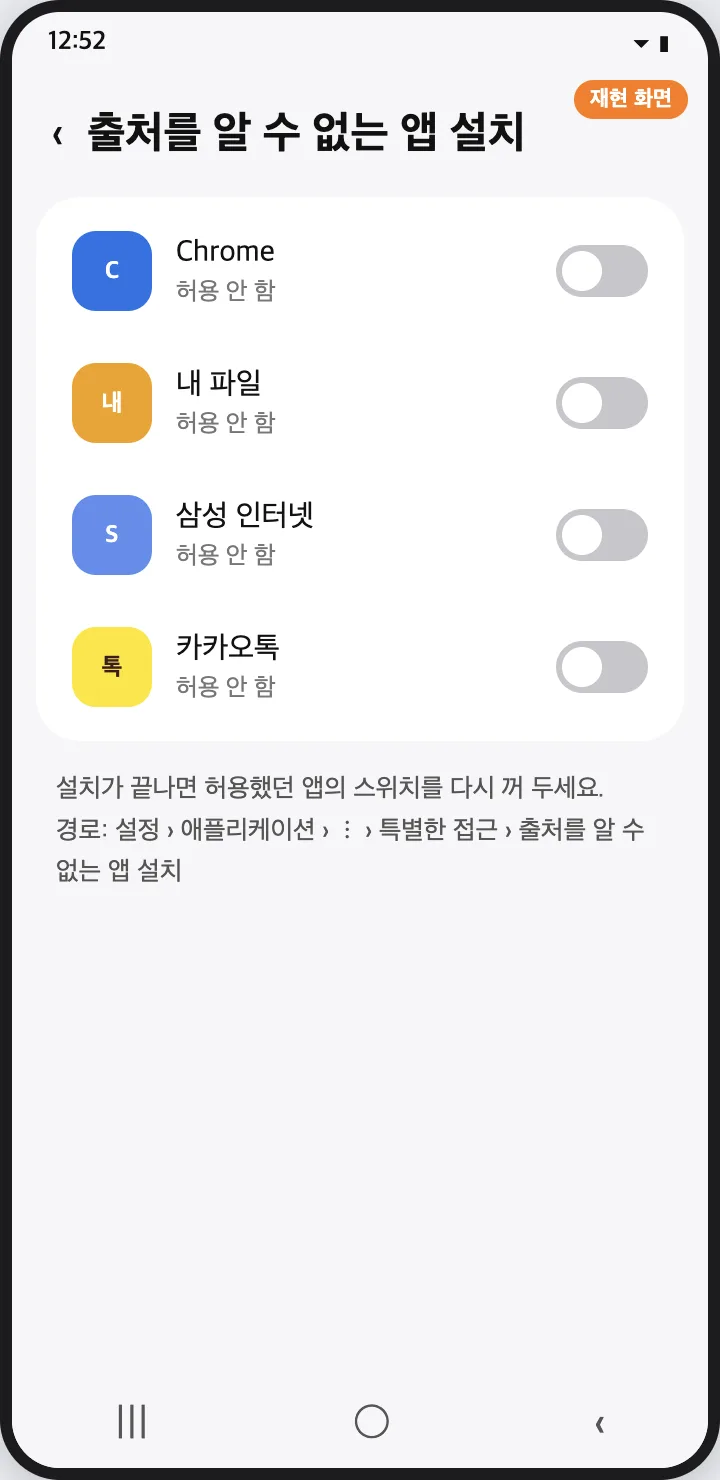 12:52
재현 화면
‹ 출처를 알 수 없는 앱 설치
C
Chrome
허용 안 함
내
내 파일
허용 안 함
S
삼성 인터넷
허용 안 함
톡
카카오톡
허용 안 함
설치가 끝나면 허용했던 앱의 스위치를 다시 꺼 두세요.
경로: 설정 › 애플리케이션 › ⋮ › 특별한 접근 › 출처를 알 수
없는 앱 설치